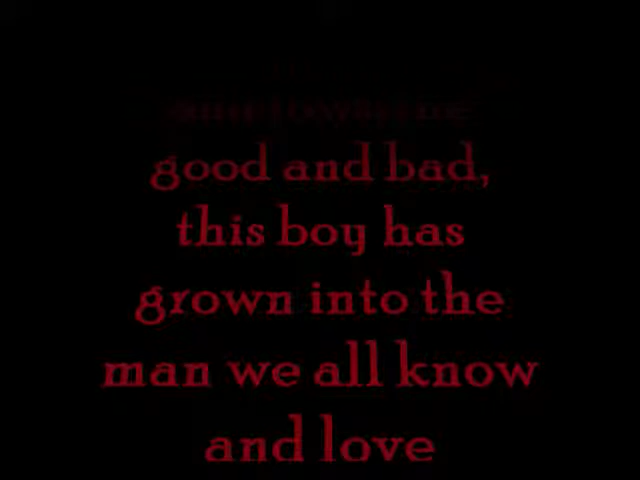 good and bad,
this boy has
grown into the
man we all know
and love